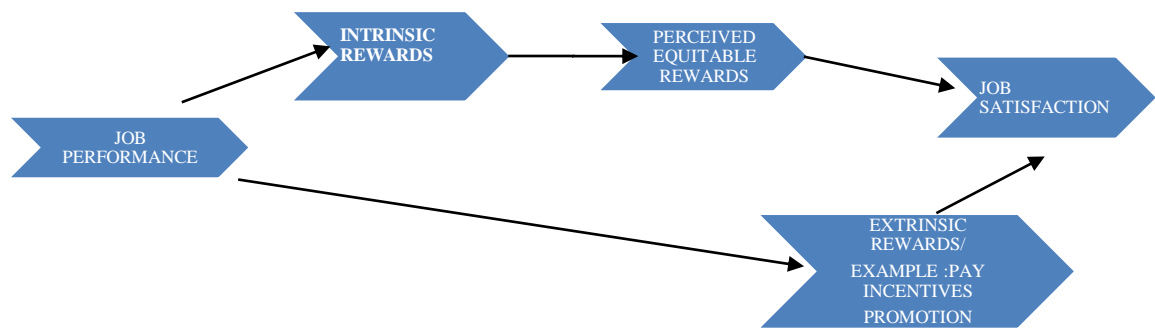 INTRINSIC
REWARDS
PERCEIVED
EQUITABLE
REWARDS
JOB
SATISFACTION
JOB
PERFORMANCE
EXTRINSIC
REWARDS/
EXAMPLE :PAY
INCENTIVES
PROMOTION